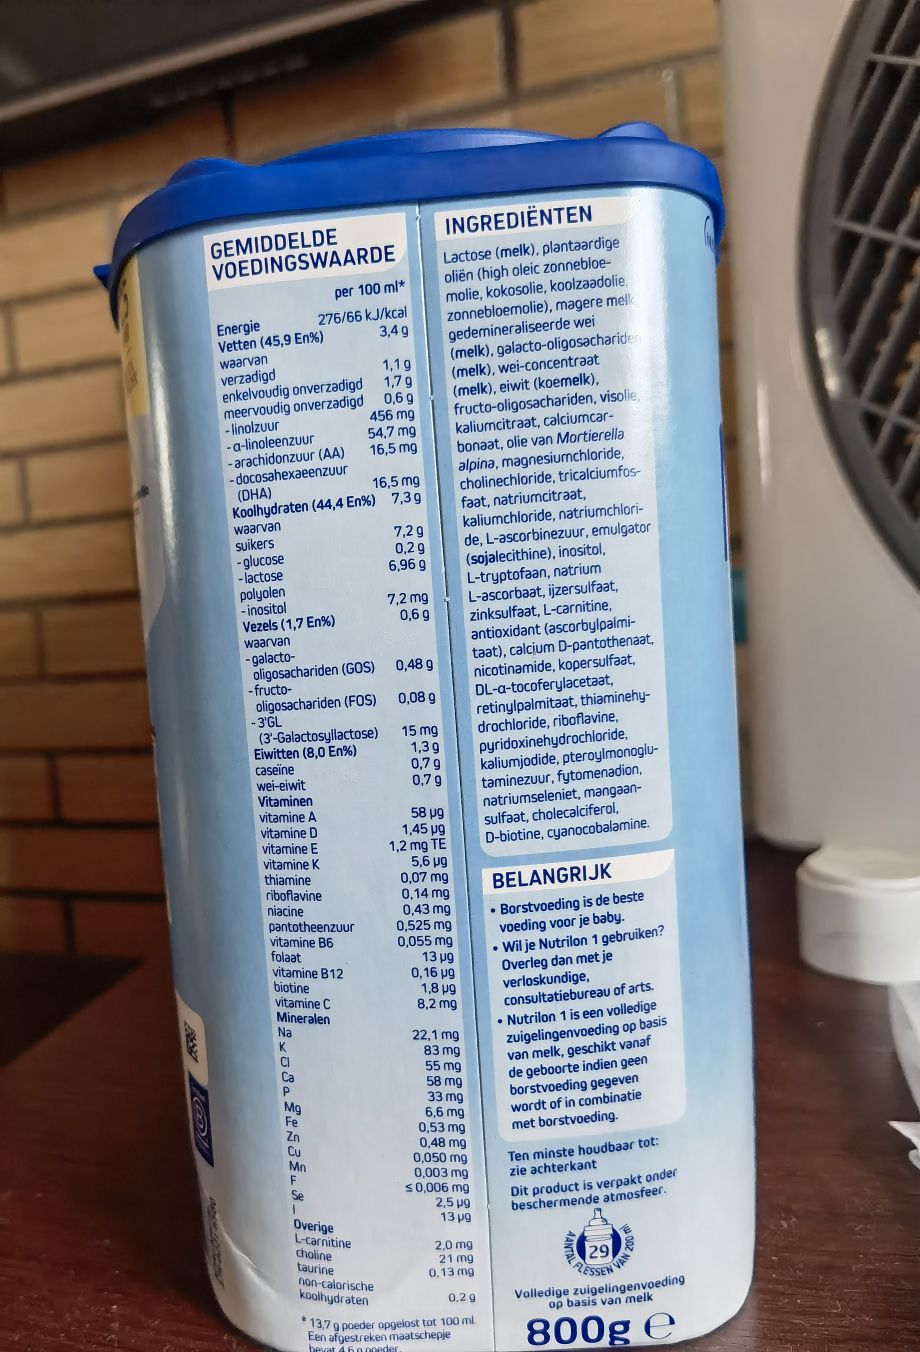 GEMIDDELDE
VOEDINGSWAARDE
per 100 ml*
Energie 276/66 kJ/kcal
Vetten (45,9 En%) 3,4 g
waarvan
verzadigd 1,1 g
enkelvoudig onverzadigd 1,7 g
meervoudig onverzadigd 0,6 g
- linolzuur 456 mg
- α-linoleenzuur 54,7 mg
- arachidonzuur (AA) 16,5 mg
- docosahexaeenzuur
(DHA) 16,5 mg
Koolhydraten (44,4 En%) 7,3 g
waarvan
suikers 7,2 g
- glucose 0,2 g
- lactose 6,96 g
polyolen
- inositol 7,2 mg
Vezels (1,7 En%) 0,6 g
waarvan
- galacto-
oligosachariden (GOS) 0,48 g
- fructo-
oligosachariden (FOS) 0,08 g
- 3'GL
(3'-Galactosyllactose) 15 mg
Eiwitten (8,0 En%) 1,3 g
caseïne 0,7 g
wei-eiwit 0,7 g
Vitaminen
vitamine A 58 µg
vitamine D 1,45 µg
vitamine E 1,2 mg TE
vitamine K 5,6 µg
thiamine 0,07 mg
riboflavine 0,14 mg
niacine 0,43 mg
pantotheenzuur 0,525 mg
vitamine B6 0,055 mg
folaat 13 µg
vitamine B12 0,16 µg
biotine 1,8 µg
vitamine C 8,2 mg
Mineralen
Na 22,1 mg
K 83 mg
Cl 55 mg
Ca 58 mg
P 33 mg
Mg 6,6 mg
Fe 0,53 mg
Zn 0,48 mg
Cu 0,050 mg
Mn 0,003 mg
F ≤ 0,006 mg
Se 2,5 µg
I 13 µg
Overige
L-carnitine 2,0 mg
choline 21 mg
taurine 0,13 mg
non-calorische
koolhydraten 0,2 g
* 13,7 g poeder opgelost tot 100 ml.
Een afgestreken maatschepje
bevat 4,6 g poeder.
INGREDIËNTEN
Lactose (melk), plantaardige
oliën (high oleic zonnebloe-
molie, kokosolie, koolzaadolie,
zonnebloemolie), magere melk,
gedemineraliseerde wei
(melk), galacto-oligosachariden
(melk), wei-concentraat
(melk), eiwit (koemelk),
fructo-oligosachariden, visolie,
kaliumcitraat, calciumcar-
bonaat, olie van Mortierella
alpina, magnesiumchloride,
cholinechloride, tricalciumfos-
faat, natriumcitraat,
kaliumchloride, natriumchlori-
de, L-ascorbinezuur, emulgator
(sojalecithine), inositol,
L-tryptofaan, natrium
L-ascorbaat, ijzersulfaat,
zinksulfaat, L-carnitine,
antioxidant (ascorbylpalmi-
taat), calcium D-pantothenaat,
nicotinamide, kopersulfaat,
DL-α-tocoferylacetaat,
retinylpalmitaat, thiaminehy-
drochloride, riboflavine,
pyridoxinehydrochloride,
kaliumjodide, pteroylmonoglu-
taminezuur, fytomenadion,
natriumseleniet, mangaan-
sulfaat, cholecalciferol,
D-biotine, cyanocobalamine.
BELANGRIJK
• Borstvoeding is de beste
voeding voor je baby.
• Wil je Nutrilon 1 gebruiken?
Overleg dan met je
verloskundige,
consultatiebureau of arts.
• Nutrilon 1 is een volledige
zuigelingenvoeding op basis
van melk, geschikt vanaf
de geboorte indien geen
borstvoeding gegeven
wordt of in combinatie
met borstvoeding.
Ten minste houdbaar tot:
zie achterkant
Dit product is verpakt onder
beschermende atmosfeer.
29
AANTAL FLESSEN VAN 200 ml
Volledige zuigelingenvoeding
op basis van melk
800g e